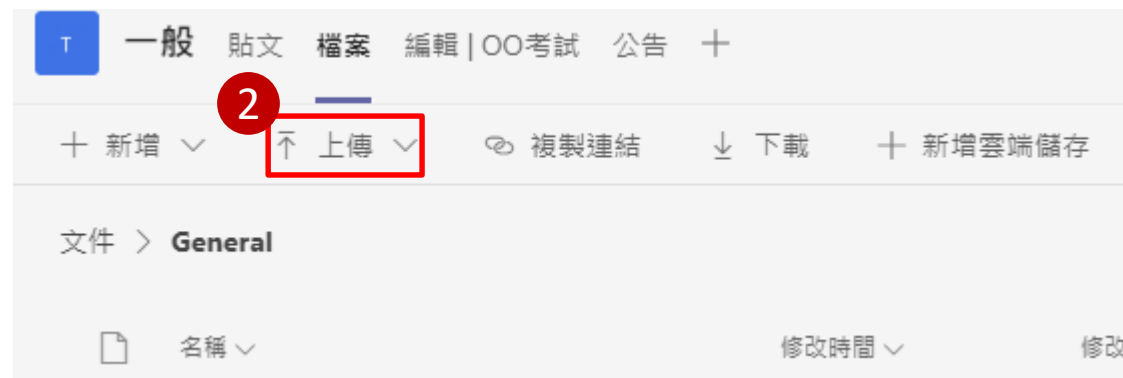 T 一般 貼文 檔案 編輯 | OO考試 公告 +
2
+ 新增 上傳 複製連結 下載 + 新增雲端儲存
文件 > General
名稱 修改時間 修改